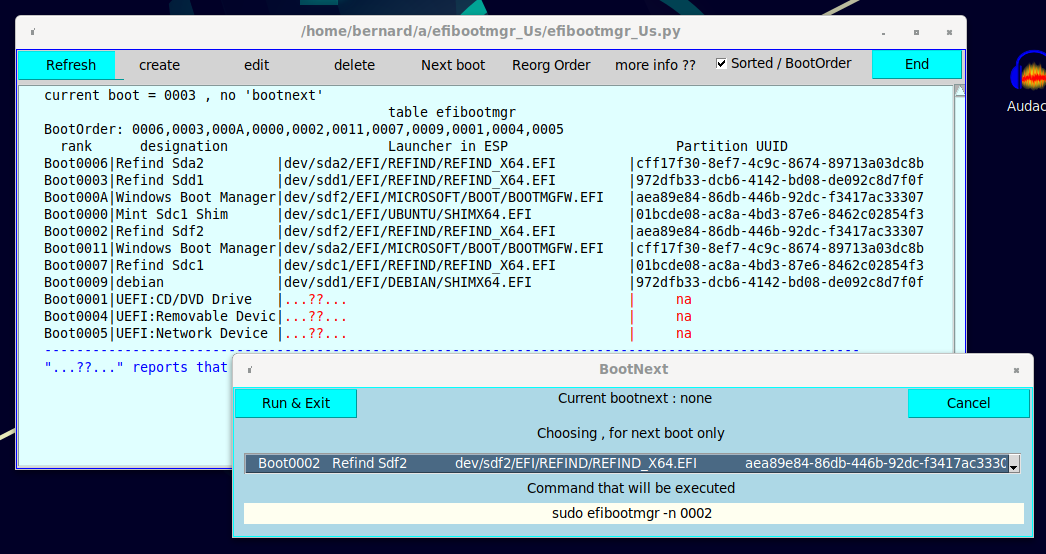 /home/bernard/a/efibootmgr_Us/efibootmgr_Us.py
Refresh create edit delete Next boot Reorg Order more info ?? Sorted / BootOrder End
current boot = 0003 , no 'bootnext'
table efibootmgr
BootOrder: 0006,0003,000A,0000,0002,0011,0007,0009,0001,0004,0005
rank designation Launcher in ESP Partition UUID
Boot0006|Refind Sda2 |dev/sda2/EFI/REFIND/REFIND_X64.EFI |cff17f30-8ef7-4c9c-8674-89713a03dc8b
Boot0003|Refind Sdd1 |dev/sdd1/EFI/REFIND/REFIND_X64.EFI |972dfb33-dcb6-4142-bd08-de092c8d7f0f
Boot000A|Windows Boot Manager|dev/sdf2/EFI/MICROSOFT/BOOT/BOOTMGFW.EFI |aea89e84-86db-446b-92dc-f3417ac33307
Boot0000|Mint Sdc1 Shim |dev/sdc1/EFI/UBUNTU/SHIMX64.EFI |01bcde08-ac8a-4bd3-87e6-8462c02854f3
Boot0002|Refind Sdf2 |dev/sdf2/EFI/REFIND/REFIND_X64.EFI |aea89e84-86db-446b-92dc-f3417ac33307
Boot0011|Windows Boot Manager|dev/sda2/EFI/MICROSOFT/BOOT/BOOTMGFW.EFI |cff17f30-8ef7-4c9c-8674-89713a03dc8b
Boot0007|Refind Sdc1 |dev/sdc1/EFI/REFIND/REFIND_X64.EFI |01bcde08-ac8a-4bd3-87e6-8462c02854f3
Boot0009|debian |dev/sdd1/EFI/DEBIAN/SHIMX64.EFI |972dfb33-dcb6-4142-bd08-de092c8d7f0f
Boot0001|UEFI:CD/DVD Drive |...??... | na
Boot0004|UEFI:Removable Devic|...??... | na
Boot0005|UEFI:Network Device |...??... | na
"...??..." reports that
Audac
BootNext
Run & Exit Current bootnext : none Cancel
Choosing , for next boot only
Boot0002 Refind Sdf2 dev/sdf2/EFI/REFIND/REFIND_X64.EFI aea89e84-86db-446b-92dc-f3417ac3330
Command that will be executed
sudo efibootmgr -n 0002